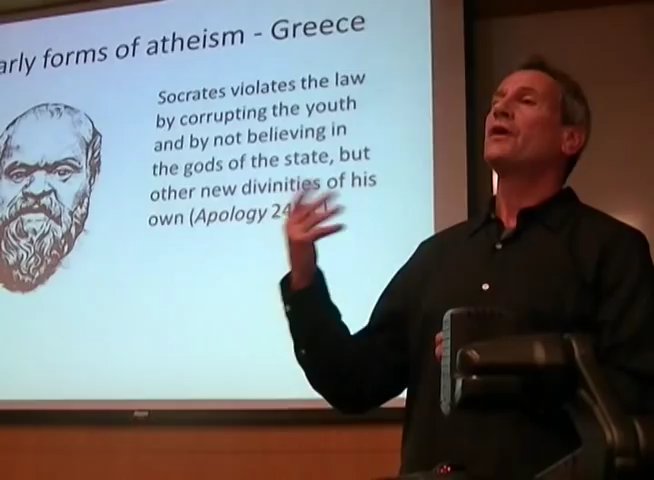 arly forms of atheism - Greece
Socrates violates the law
by corrupting the youth
and by not believing in
the gods of the state, but
other new divinities of his
own (Apology